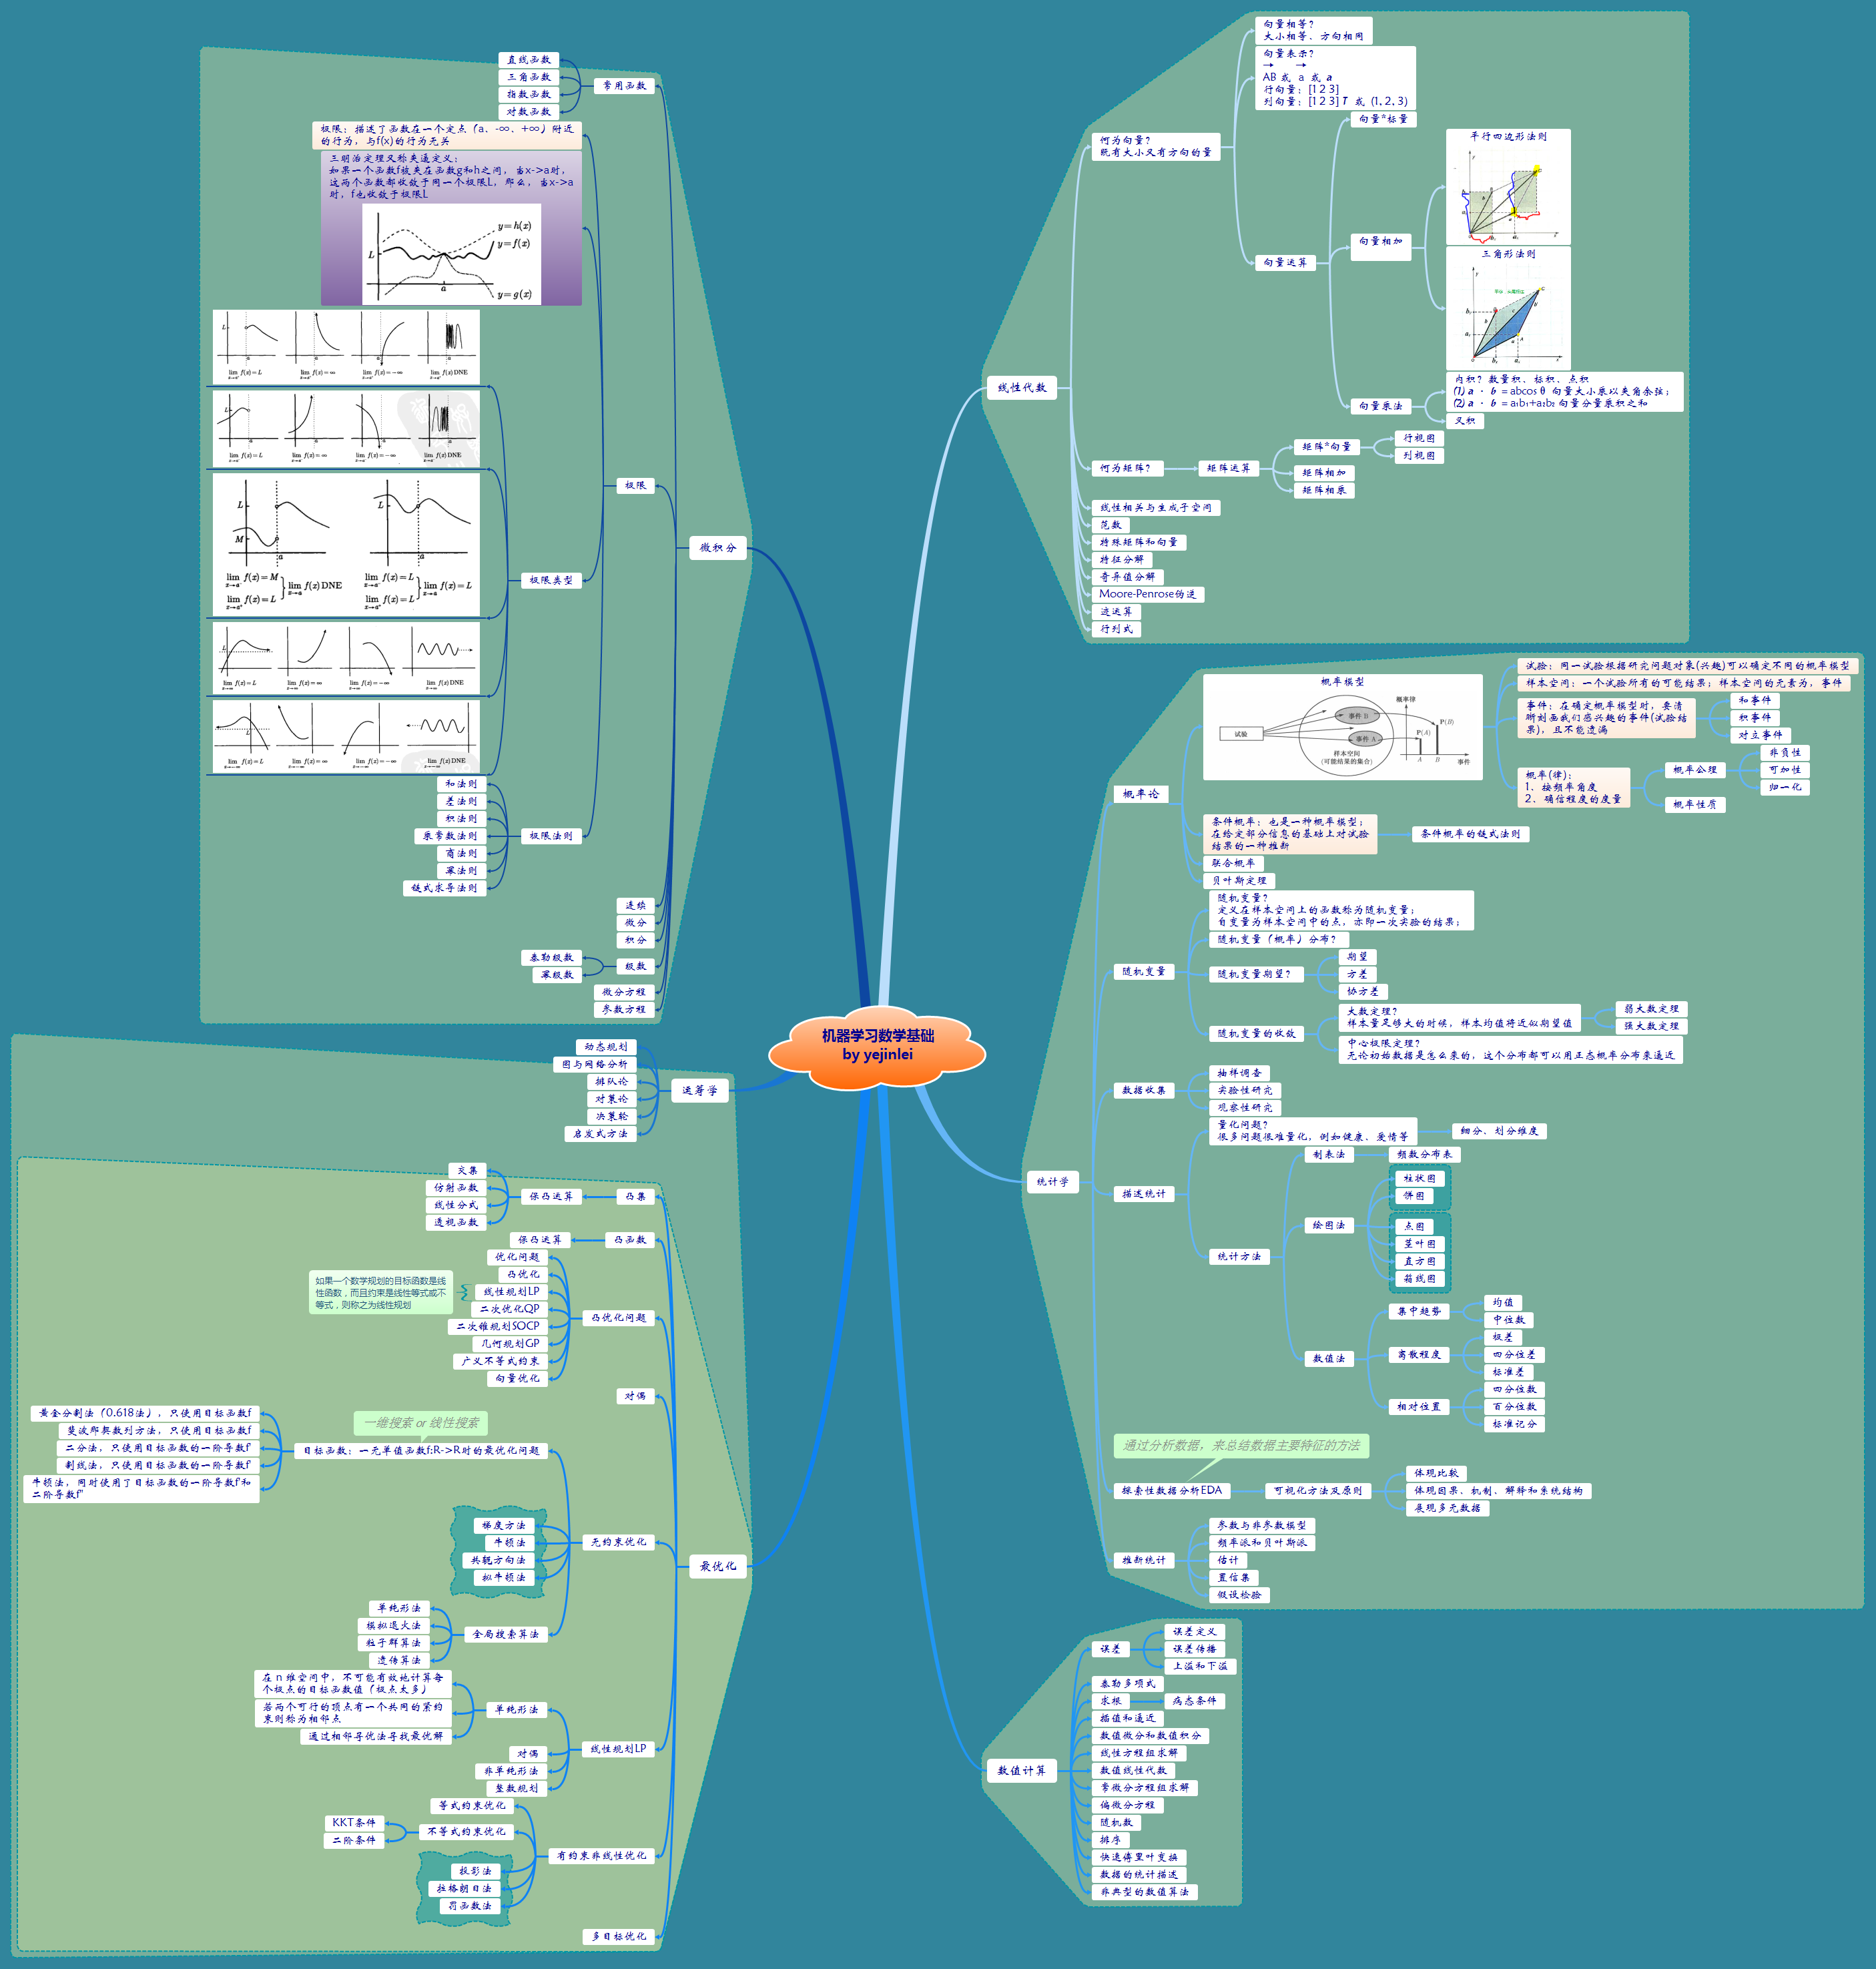 机器学习数学基础
by yejinlei
线性代数
何为向量?
既有大小又有方向的量
向量相等?
大小相等、方向相同
向量表示?
AB 或 a 或 a
行向量: [1 2 3]
列向量: [1 2 3] T 或 (1, 2, 3)
向量运算
向量*标量
向量相加
平行四边形法则
三角形法则
向量乘法
内积? 数量积、标积、点积
(1) a · b = abcos θ 向量大小乘以夹角余弦;
(2) a · b = a₁b₁+a₂b₂ 向量分量乘积之和
叉积
何为矩阵?
矩阵运算
矩阵*向量
行视图
列视图
矩阵相加
矩阵相乘
线性相关与生成子空间
范数
特殊矩阵和向量
特征分解
奇异值分解
Moore-Penrose伪逆
迹运算
行列式
统计学
概率论
概率模型
试验
事件 B
事件 A
样本空间
(可能结果的集合)
概率律
P(B)
P(A)
A B
事件
试验: 同一试验根据研究问题对象(兴趣)可以确定不同的概率模型
样本空间: 一个试验所有的可能结果; 样本空间的元素为, 事件
事件: 在确定概率模型时, 要清
晰刻画我们感兴趣的事件(试验结
果), 且不能遗漏
和事件
积事件
对立事件
概率(律):
1、按频率角度
2、确信程度的度量
概率公理
非负性
可加性
归一化
概率性质
条件概率: 也是一种概率模型;
在给定部分信息的基础上对试验
结果的一种推断
条件概率的链式法则
联合概率
贝叶斯定理
随机变量
随机变量?
定义在样本空间上的函数称为随机变量;
自变量为样本空间中的点, 亦即一次实验的结果;
随机变量（概率）分布?
随机变量期望?
期望
方差
协方差
随机变量的收敛
大数定理?
样本量足够大的时候, 样本均值将近似期望值
弱大数定理
强大数定理
中心极限定理?
无论初始数据是怎么来的, 这个分布都可以用正态概率分布来逼近
数据收集
抽样调查
实验性研究
观察性研究
描述统计
量化问题?
很多问题很难量化, 例如健康、爱情等
细分、划分维度
统计方法
制表法
频数分布表
绘图法
柱状图
饼图
点图
茎叶图
直方图
箱线图
数值法
集中趋势
均值
中位数
离散程度
极差
四分位差
标准差
相对位置
四分位数
百分位数
标准记分
通过分析数据，来总结数据主要特征的方法
探索性数据分析EDA
可视化方法及原则
体现比较
体现因果、机制、解释和系统结构
展现多元数据
推断统计
参数与非参数模型
频率派和贝叶斯派
估计
置信集
假设检验
数值计算
误差
误差定义
误差传播
上溢和下溢
泰勒多项式
求根
病态条件
插值和逼近
数值微分和数值积分
线性方程组求解
数值线性代数
常微分方程组求解
偏微分方程
随机数
排序
快速傅里叶变换
数据的统计描述
非典型的数值算法
微积分
常用函数
直线函数
三角函数
指数函数
对数函数
极限
极限: 描述了函数在一个定点（a、-∞、+∞）附近
的行为, 与f(x)的行为无关
三明治定理又称夹逼定义:
如果一个函数f被夹在函数g和h之间, 当x->a时,
这两个函数都收敛于同一个极限L, 那么, 当x->a
时, f也收敛于极限L
y=h(x)
y=f(x)
L
a
y=g(x)
极限类型
lim f(x)=L lim f(x)=∞ lim f(x)=-∞ lim f(x) DNE
lim f(x)=L lim f(x)=∞ lim f(x)=-∞ lim f(x) DNE
lim f(x)=M
lim f(x)=L
lim f(x) DNE
lim f(x)=L
lim f(x)=L
lim f(x)=L
lim f(x)=L lim f(x)=∞ lim f(x)=-∞ lim f(x) DNE
lim f(x)=L lim f(x)=∞ lim f(x)=-∞ lim f(x) DNE
极限法则
和法则
差法则
积法则
乘常数法则
商法则
幂法则
链式求导法则
连续
微分
积分
级数
泰勒级数
幂级数
微分方程
参数方程
运筹学
动态规划
图与网络分析
排队论
对策论
决策轮
启发式方法
最优化
凸集
保凸运算
交集
仿射函数
线性分式
透视函数
凸函数
保凸运算
凸优化问题
优化问题
凸优化
线性规划LP
如果一个数学规划的目标函数是线
性函数，而且约束是线性等式或不
等式，则称之为线性规划
二次优化QP
二次锥规划SOCP
几何规划GP
广义不等式约束
向量优化
对偶
无约束优化
一维搜索 or 线性搜索
目标函数: 一元单值函数f:R->R时的最优化问题
黄金分割法（0.618法）, 只使用目标函数f
斐波那契数列方法, 只使用目标函数f
二分法, 只使用目标函数的一阶导数f'
割线法, 只使用目标函数的一阶导数f'
牛顿法, 同时使用了目标函数的一阶导数f'和
二阶导数f''
梯度方法
牛顿法
共轭方向法
拟牛顿法
全局搜索算法
单纯形法
模拟退火法
粒子群算法
遗传算法
线性规划LP
单纯形法
在 n 维空间中, 不可能有效地计算每
个极点的目标函数值（极点太多）
若两个可行的顶点有一个共同的紧约
束则称为相邻点
通过相邻寻优法寻找最优解
对偶
非单纯形法
整数规划
有约束非线性优化
等式约束优化
不等式约束优化
KKT条件
二阶条件
投影法
拉格朗日法
罚函数法
多目标优化